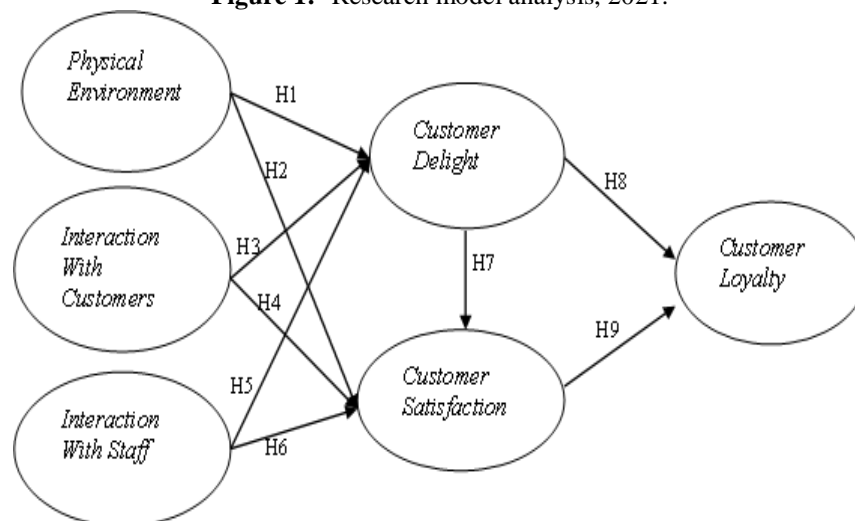 Figure 1. Research model analysis, 2021.
Physical
Environment
H1
Customer
Delight
H2
H8
Interaction
With
Customers
H3
Customer
Loyalty
H7
H4
H9
Customer
Satisfaction
H5
Interaction
With Staff
H6